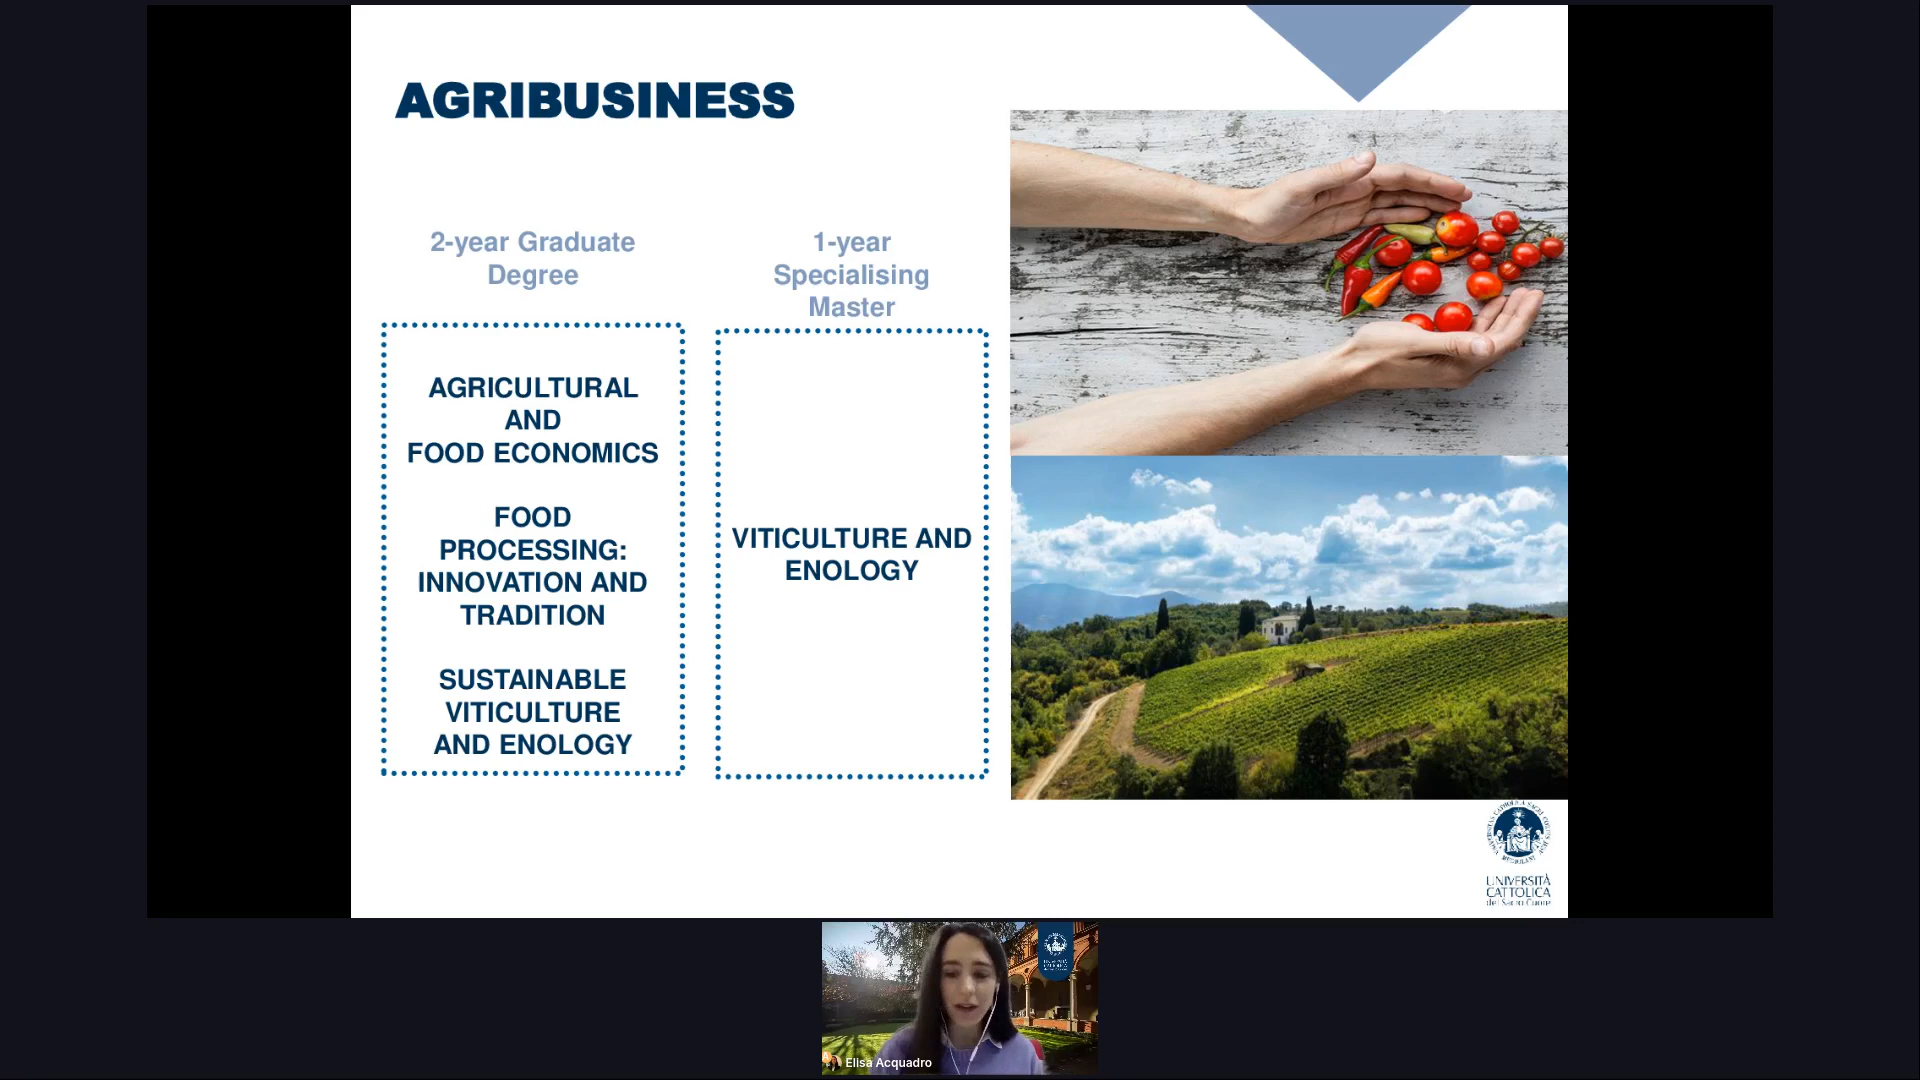 AGRIBUSINESS
2-year Graduate
Degree
AGRICULTURAL
AND
FOOD ECONOMICS
FOOD
PROCESSING:
INNOVATION AND
TRADITION
SUSTAINABLE
VITICULTURE
AND ENOLOGY
1-year
Specialising
Master
VITICULTURE AND
ENOLOGY
UNIVERSITÀ
CATTOLICA
del Sacro Cuore
Elisa Acquadro